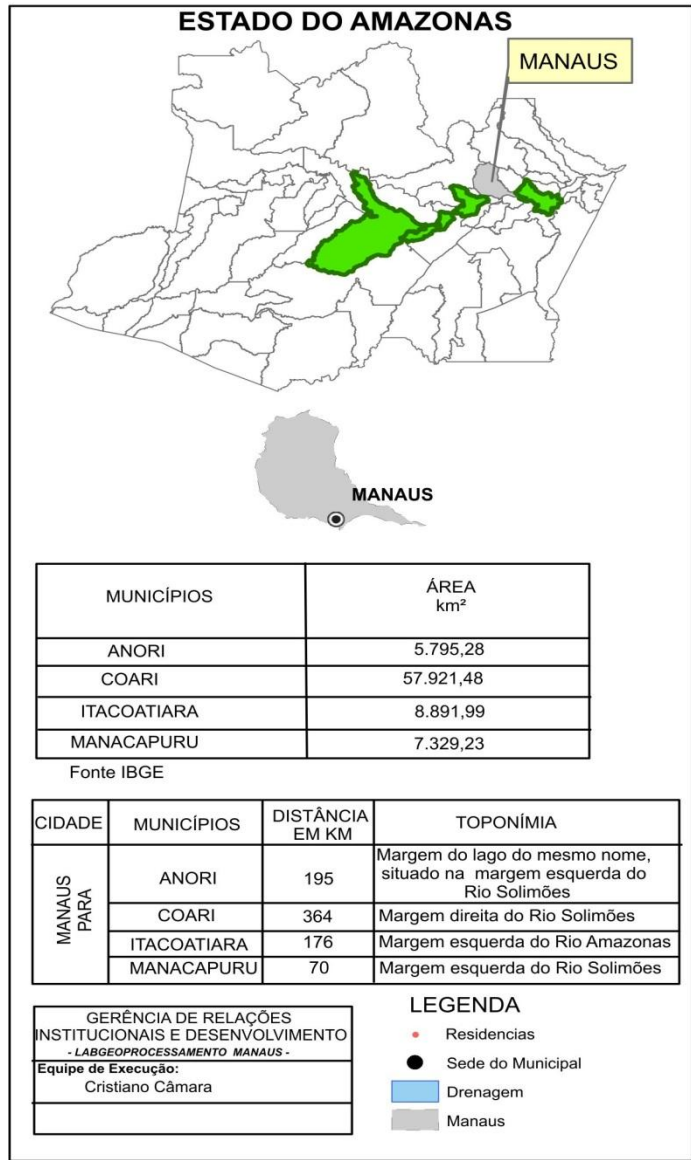 ESTADO DO AMAZONAS
MANAUS
MANAUS
MUNICÍPIOS ÁREA km²
ANORI 5.795,28
COARI 57.921,48
ITACOATIARA 8.891,99
MANACAPURU 7.329,23
Fonte IBGE
CIDADE MUNICÍPIOS DISTÂNCIA EM KM TOPONÍMIA
MANAUS PARA
ANORI 195 Margem do lago do mesmo nome, situado na margem esquerda do Rio Solimões
COARI 364 Margem direita do Rio Solimões
ITACOATIARA 176 Margem esquerda do Rio Amazonas
MANACAPURU 70 Margem esquerda do Rio Solimões
GERÊNCIA DE RELAÇÕES
INSTITUCIONAIS E DESENVOLVIMENTO
- LABGEOPROCESSAMENTO MANAUS -
Equipe de Execução:
Cristiano Câmara
LEGENDA
Residencias
Sede do Municipal
Drenagem
Manaus